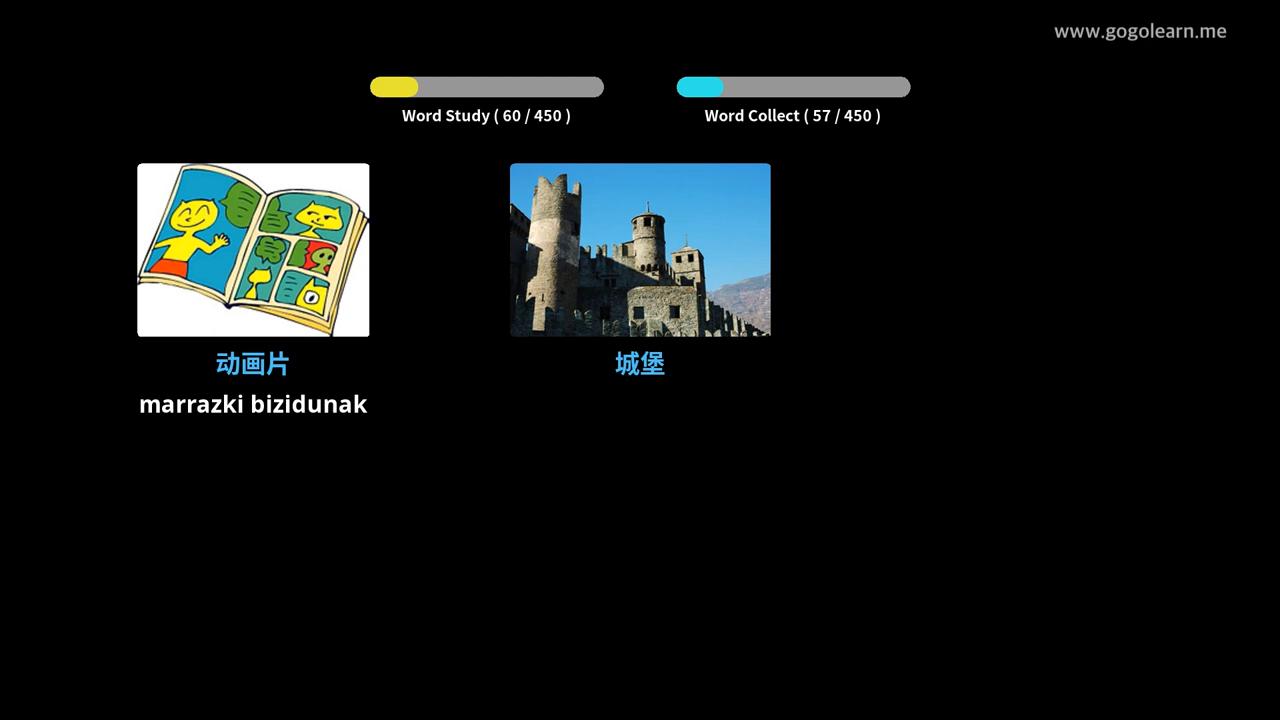 www.gogolearn.me
Word Study ( 60 / 450 )
Word Collect ( 57 / 450 )
动画片
城堡
marrazki bizidunak